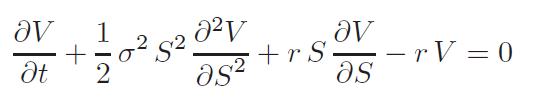 ∂V/∂t + 1/2 σ² S² ∂²V/∂S² + r S ∂V/∂S − r V = 0